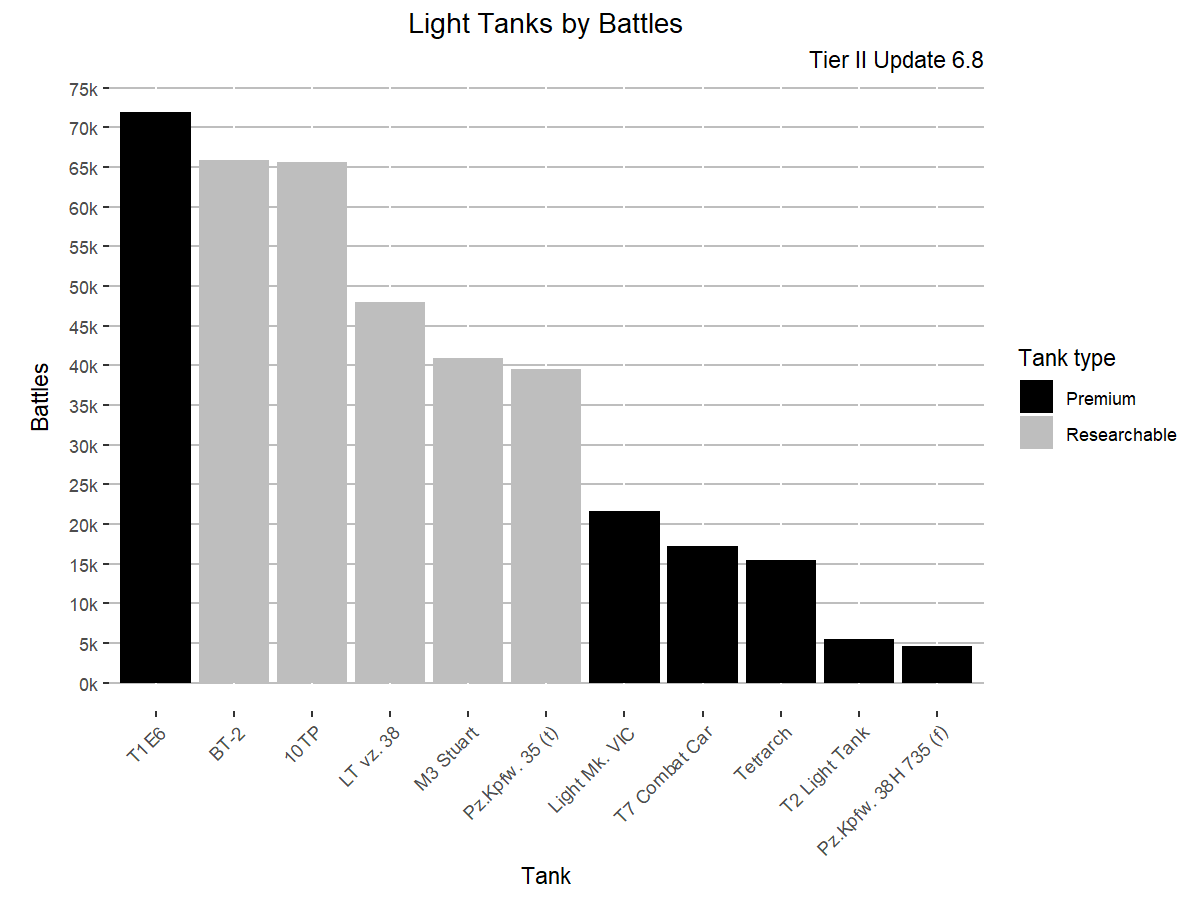 Light Tanks by Battles
Tier II Update 6.8
75k
70k
65k
60k
55k
50k
45k
40k
35k
30k
25k
20k
15k
10k
5k
0k
Battles
T1E6
BT-2
10TP
LT vz. 38
M3 Stuart
Pz.Kpfw. 35 (t)
Light Mk. VIC
T7 Combat Car
Tetrarch
T2 Light Tank
Pz.Kpfw. 38H 735 (f)
Tank
Tank type
Premium
Researchable